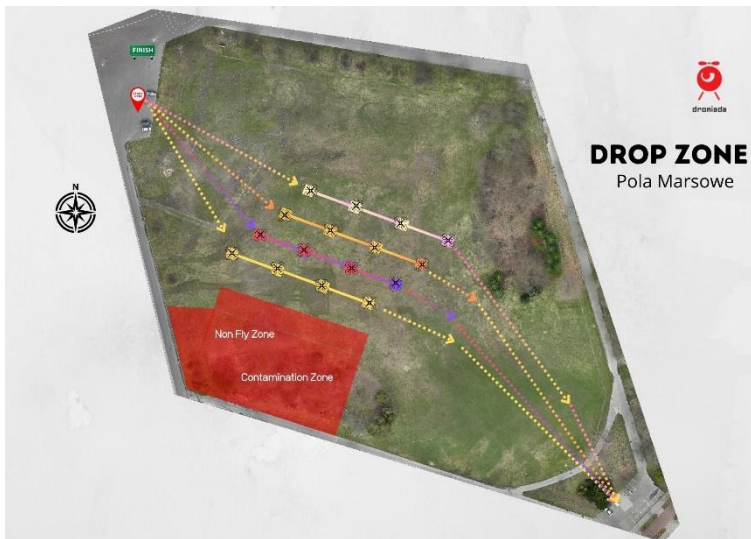 FINISH
droniada
DROP ZONE
Pola Marsowe
N
Non Fly Zone
Contamination Zone